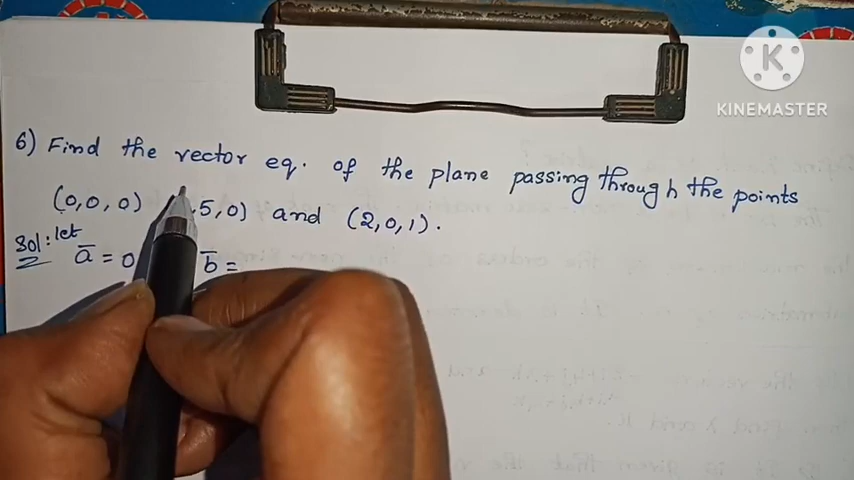 KINEMASTER
6) Find the vector eq. of the plane passing through the points
(0,0,0) ,5,0) and (2,0,1).
Sol: let a̅ = 0 b̅ =